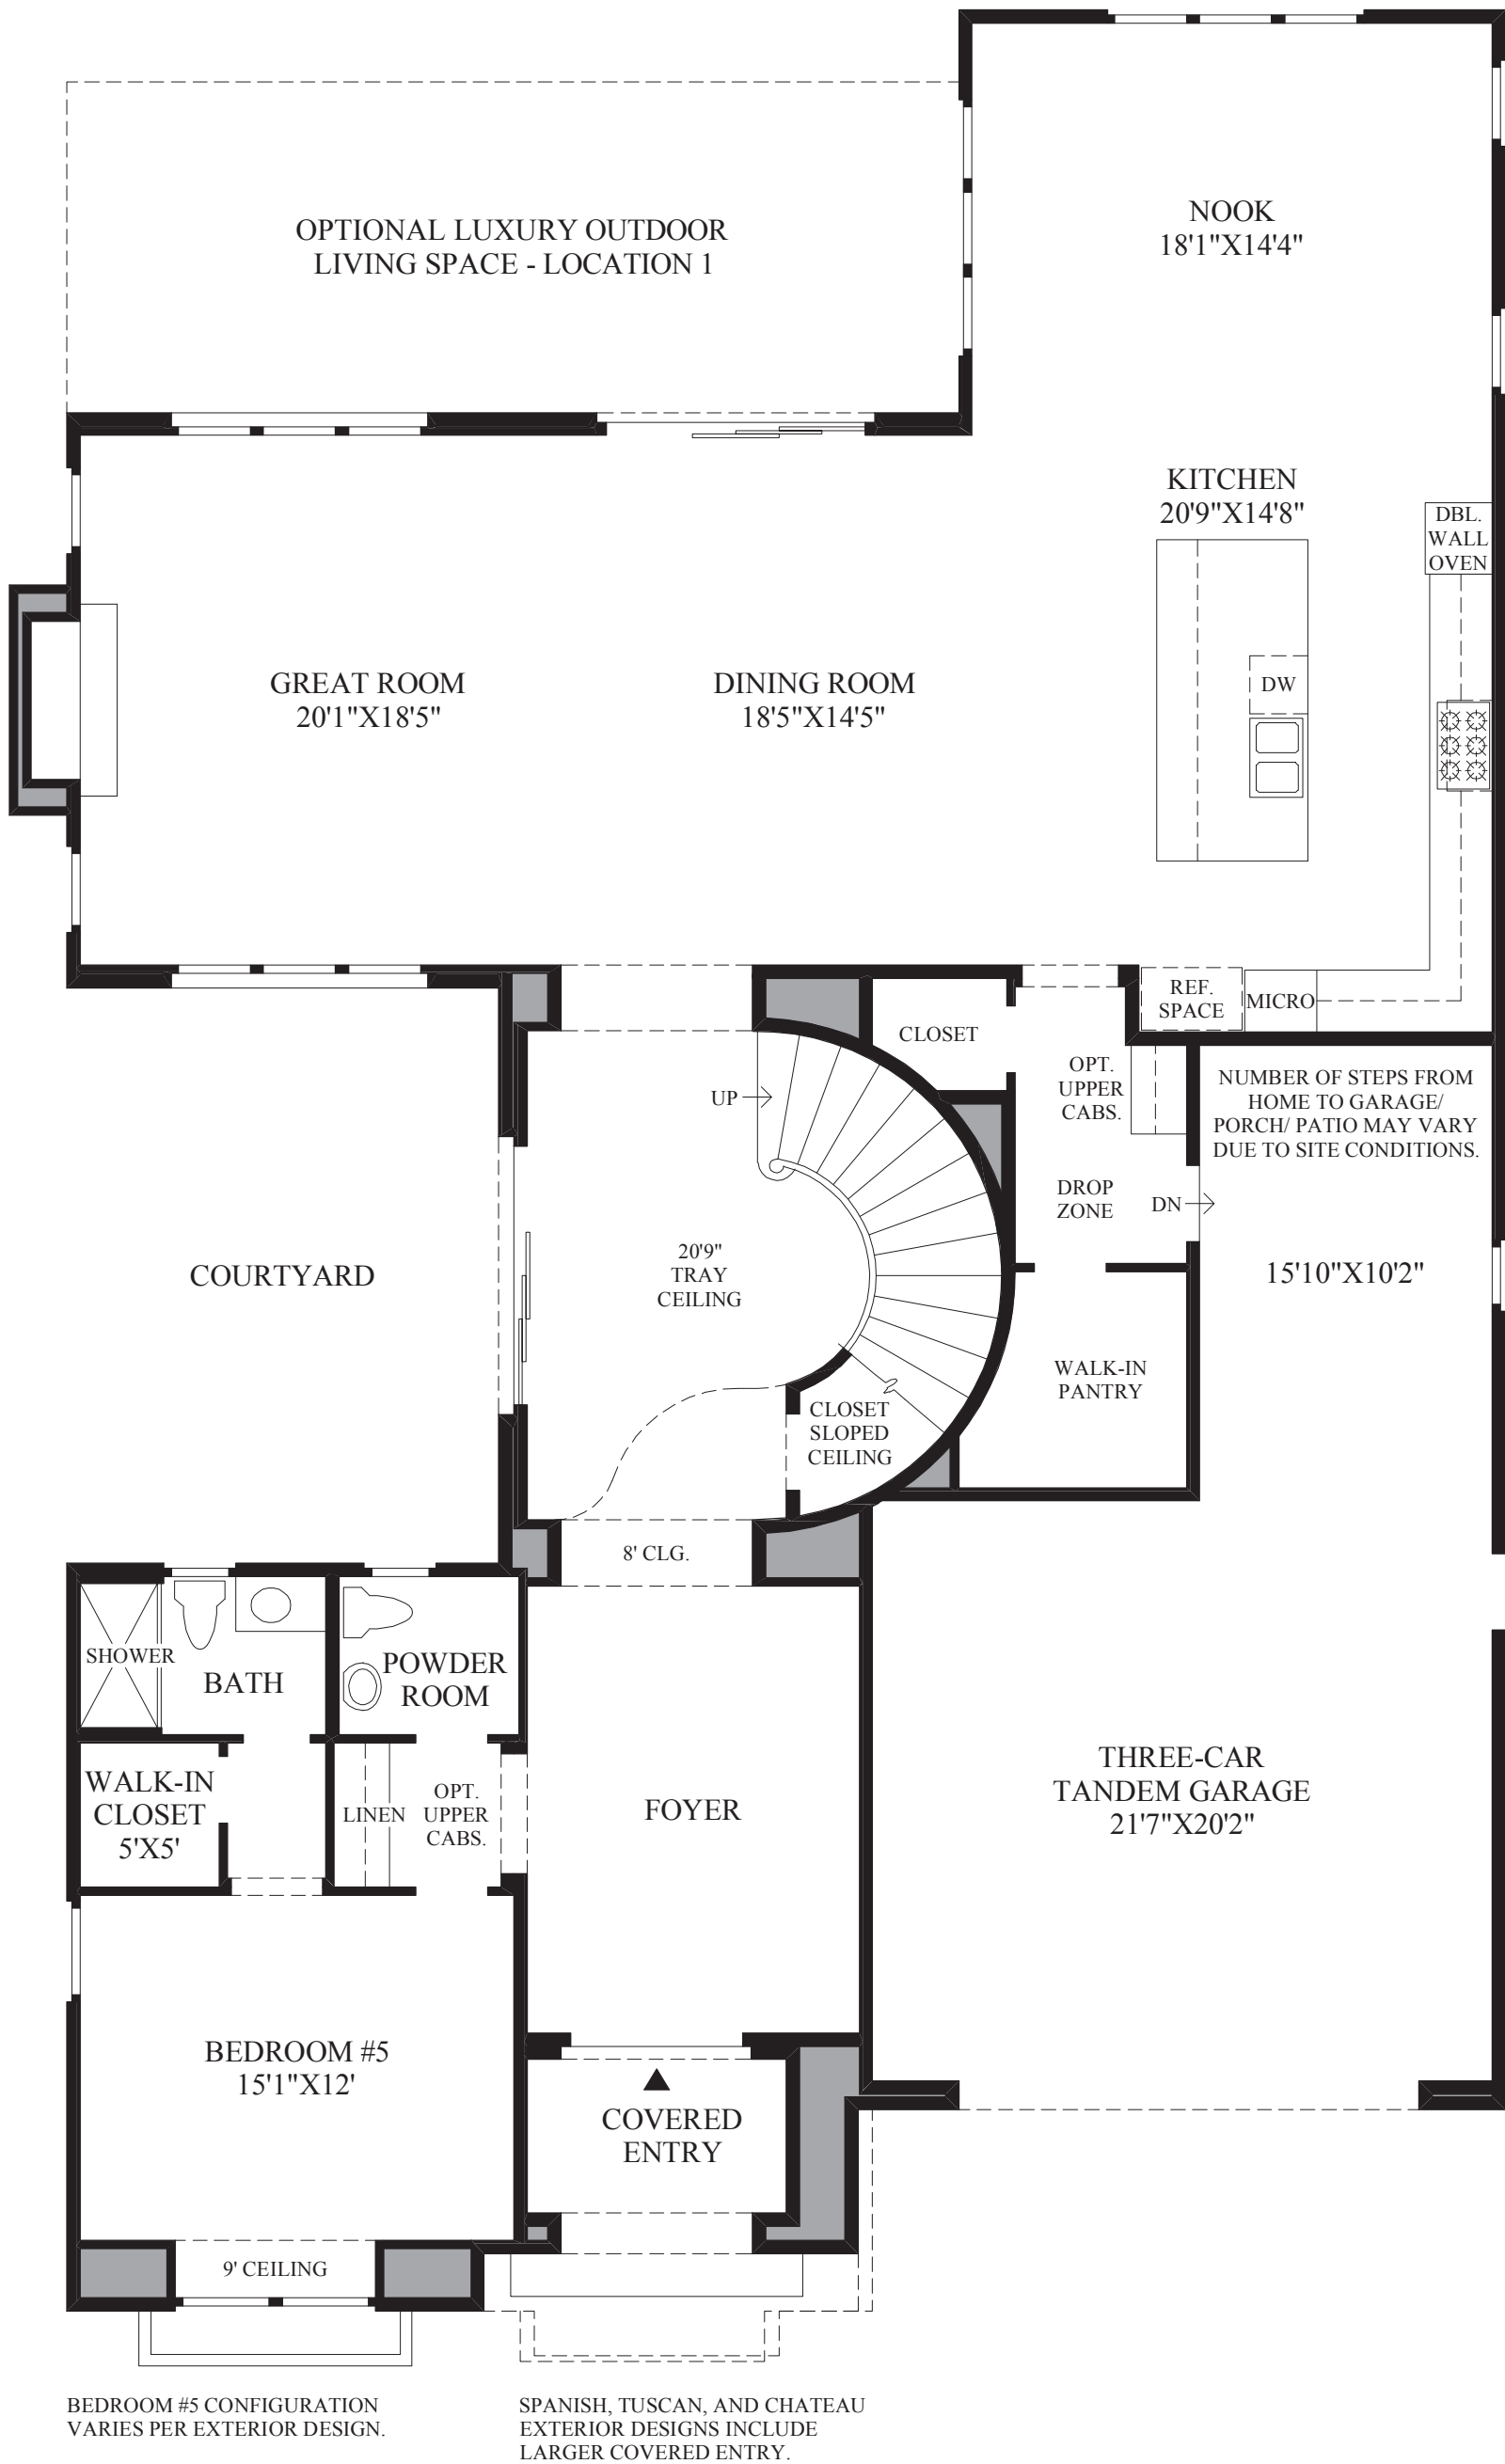 NOOK
18'1"X14'4"
OPTIONAL LUXURY OUTDOOR
LIVING SPACE - LOCATION 1
KITCHEN
20'9"X14'8"
DBL.
WALL
OVEN
GREAT ROOM
20'1"X18'5"
DINING ROOM
18'5"X14'5"
DW
REF.
SPACE
MICRO
CLOSET
UP
OPT.
UPPER
CABS.
NUMBER OF STEPS FROM
HOME TO GARAGE/
PORCH/ PATIO MAY VARY
DUE TO SITE CONDITIONS.
DROP
ZONE
DN
COURTYARD
20'9"
TRAY
CEILING
15'10"X10'2"
WALK-IN
PANTRY
CLOSET
SLOPED
CEILING
8' CLG.
SHOWER
BATH
POWDER
ROOM
WALK-IN
CLOSET
5'X5'
LINEN
OPT.
UPPER
CABS.
FOYER
THREE-CAR
TANDEM GARAGE
21'7"X20'2"
BEDROOM #5
15'1"X12'
COVERED
ENTRY
9' CEILING
BEDROOM #5 CONFIGURATION
VARIES PER EXTERIOR DESIGN.
SPANISH, TUSCAN, AND CHATEAU
EXTERIOR DESIGNS INCLUDE
LARGER COVERED ENTRY.